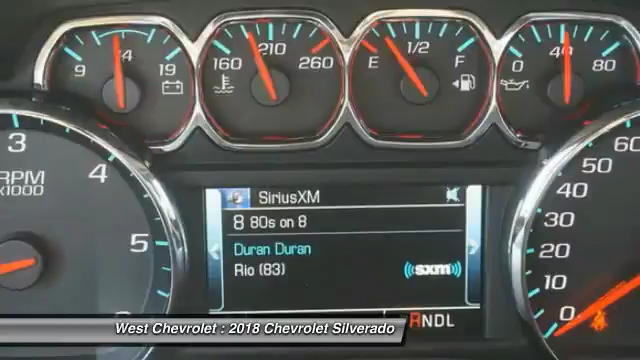 9 14 19
160 210 260
E 1/2 F
0 40 80
3 4 5
RPM
x1000
SiriusXM
8 80s on 8
Duran Duran
Rio (83)
((sxm))
RNDL
60
50
40
30
20
10
0
West Chevrolet : 2018 Chevrolet Silverado